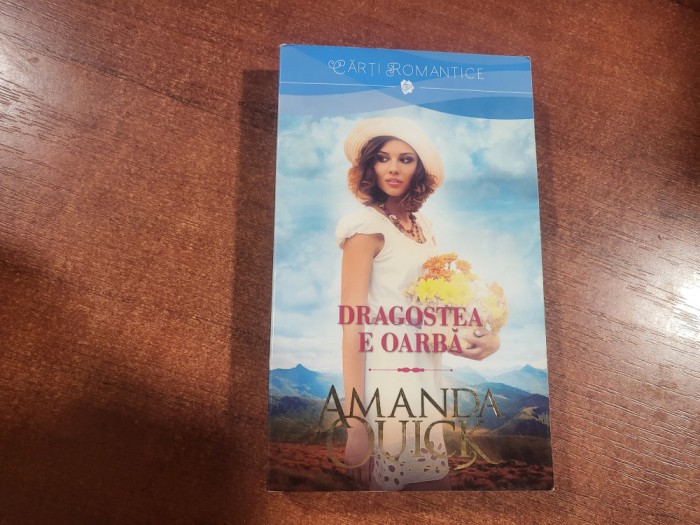 CĂRȚI ROMANTICE
DRAGOSTEA
E OARBĂ
AMANDA
QUICK